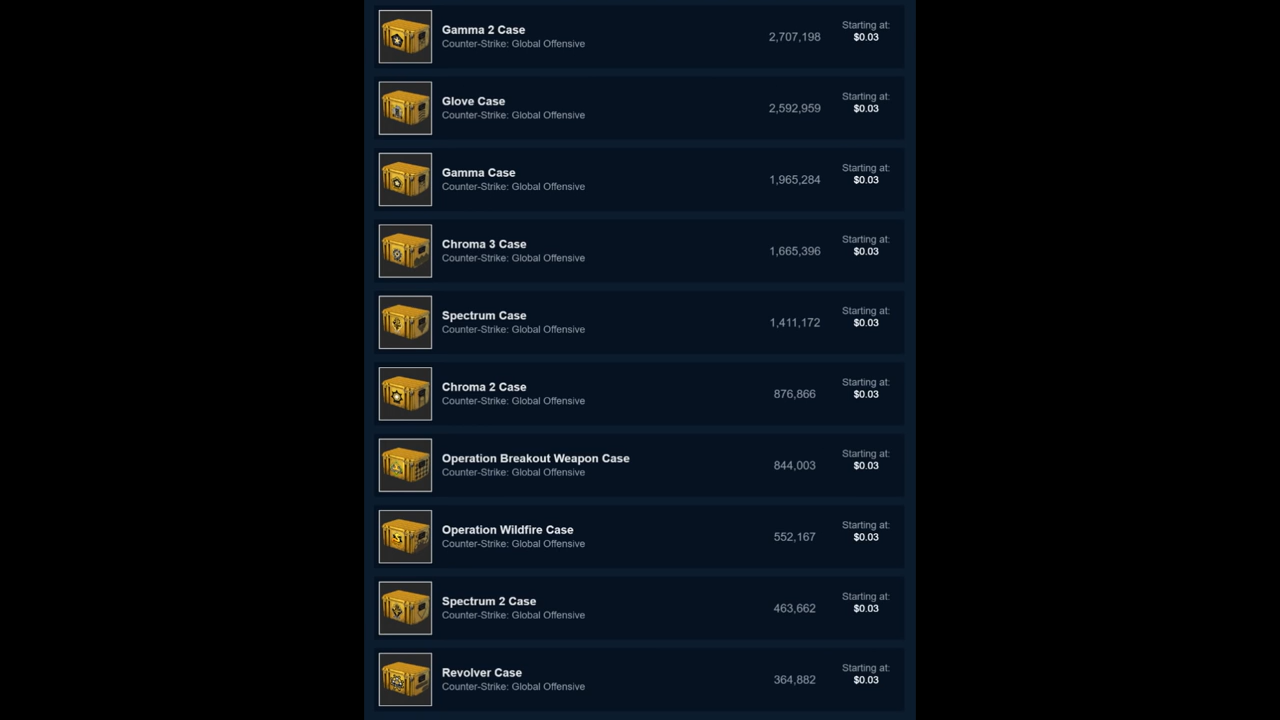 Gamma 2 Case
Counter-Strike: Global Offensive
2,707,198
Starting at:
$0.03
Glove Case
Counter-Strike: Global Offensive
2,592,959
Starting at:
$0.03
Gamma Case
Counter-Strike: Global Offensive
1,965,284
Starting at:
$0.03
Chroma 3 Case
Counter-Strike: Global Offensive
1,665,396
Starting at:
$0.03
Spectrum Case
Counter-Strike: Global Offensive
1,411,172
Starting at:
$0.03
Chroma 2 Case
Counter-Strike: Global Offensive
876,866
Starting at:
$0.03
Operation Breakout Weapon Case
Counter-Strike: Global Offensive
844,003
Starting at:
$0.03
Operation Wildfire Case
Counter-Strike: Global Offensive
552,167
Starting at:
$0.03
Spectrum 2 Case
Counter-Strike: Global Offensive
463,662
Starting at:
$0.03
Revolver Case
Counter-Strike: Global Offensive
364,882
Starting at:
$0.03